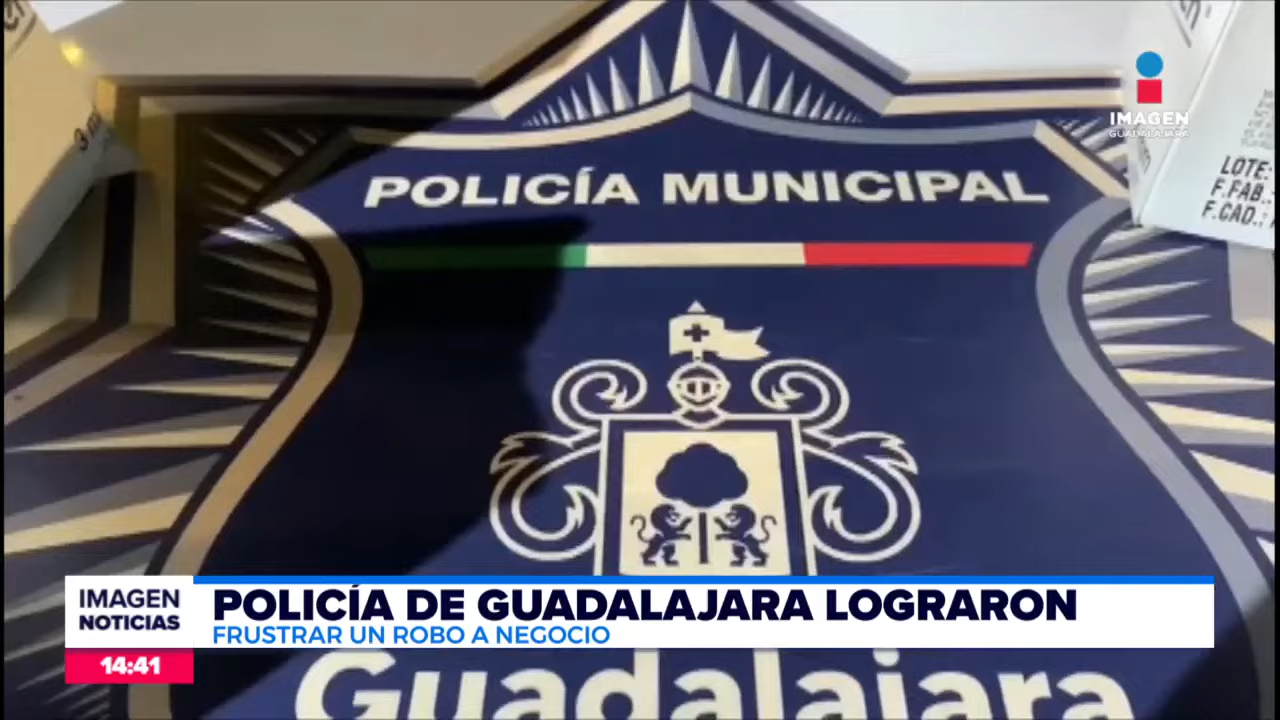 IMAGEN
GUADALAJARA
POLICÍA MUNICIPAL
LOTE:
F.FAB.:
F.CAD.:
IMAGEN
NOTICIAS
POLICÍA DE GUADALAJARA LOGRARON
FRUSTRAR UN ROBO A NEGOCIO
14:41
Guadalajara